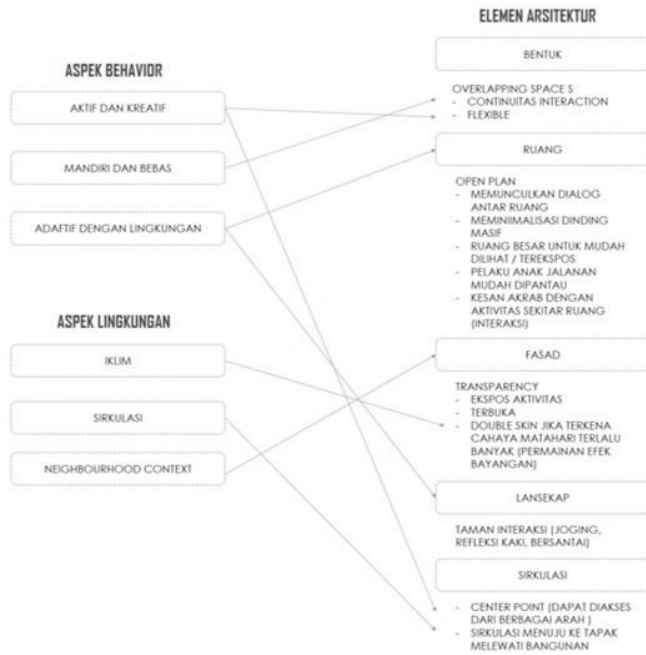 ASPEK BEHAVIOR
AKTIF DAN KREATIF
MANDIRI DAN BEBAS
ADAFTIF DENGAN LINGKUNGAN
ASPEK LINGKUNGAN
IKLIM
SIRKULASI
NEIGHBOURHOOD CONTEXT
ELEMEN ARSITEKTUR
BENTUK
OVERLAPPING SPACE S
- CONTINUITAS INTERACTION
- FLEXIBLE
RUANG
OPEN PLAN
- MEMUNCULKAN DIALOG
ANTAR RUANG
- MEMINIIMALISASI DINDING
MASIF
- RUANG BESAR UNTUK MUDAH
DILIHAT / TEREKSPOS
- PELAKU ANAK JALANAN
MUDAH DIPANTAU
- KESAN AKRAB DENGAN
AKTIVITAS SEKITAR RUANG
(INTERAKSI)
FASAD
TRANSPARENCY
- EKSPOS AKTIVITAS
- TERBUKA
- DOUBLE SKIN JIKA TERKENA
CAHAYA MATAHARI TERLALU
BANYAK (PERMAINAN EFEK
BAYANGAN)
LANSEKAP
TAMAN INTERAKSI (JOGING,
REFLEKSI KAKI, BERSANTAI)
SIRKULASI
- CENTER POINT (DAPAT DIAKSES
DARI BERBAGAI ARAH )
- SIRKULASI MENUJU KE TAPAK
MELEWATI BANGUNAN